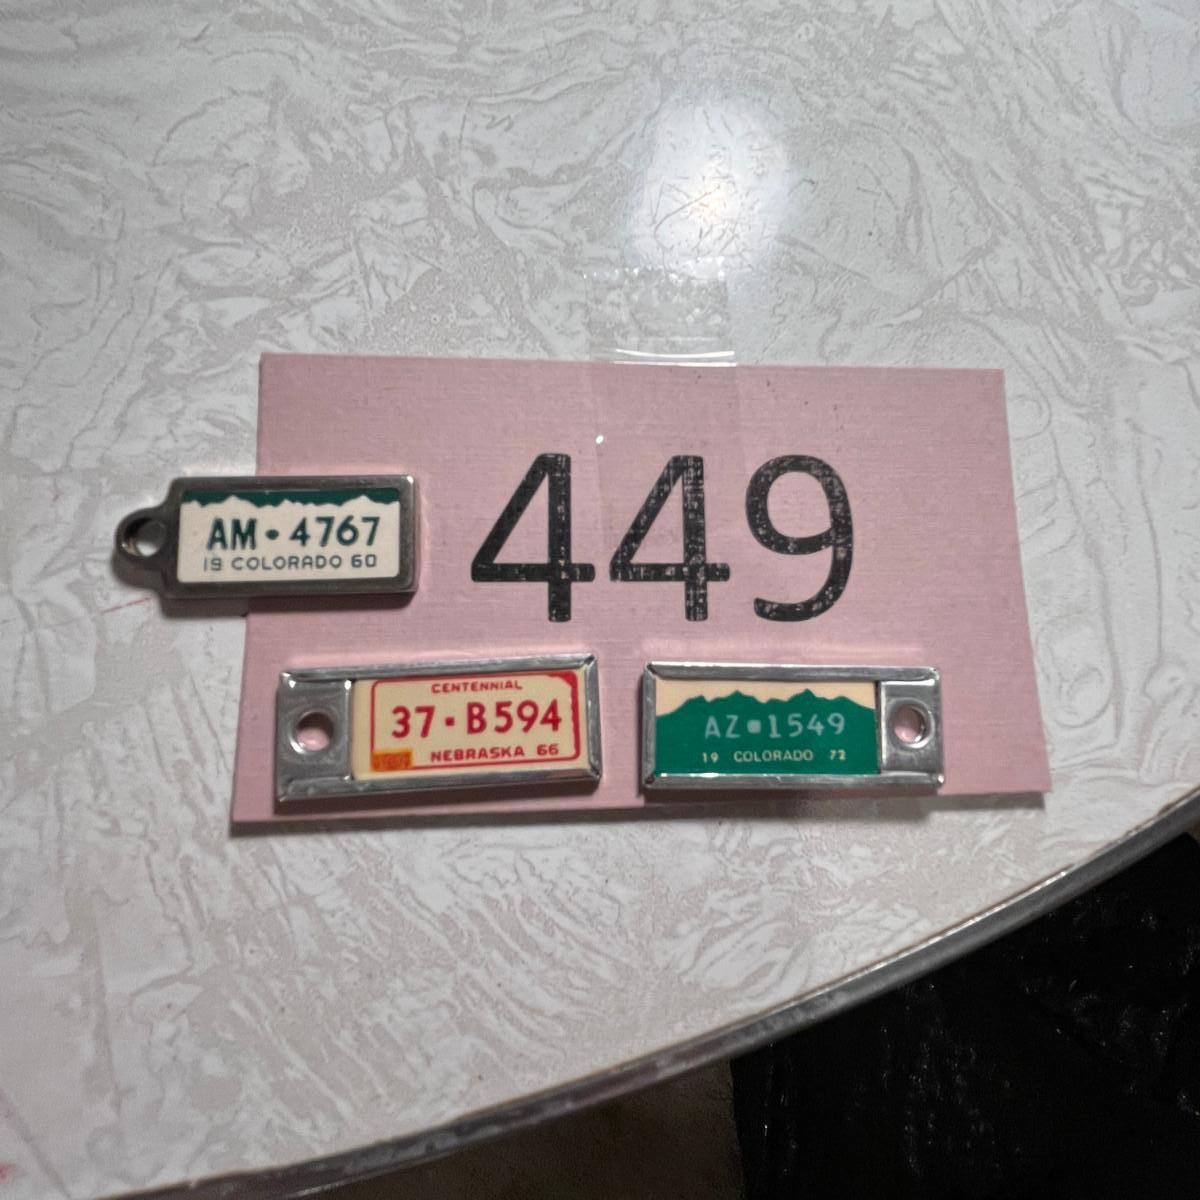 449
AM·4767
19 COLORADO 60
CENTENNIAL
37·B594
NEBRASKA 66
AZ·1549
19 COLORADO 72